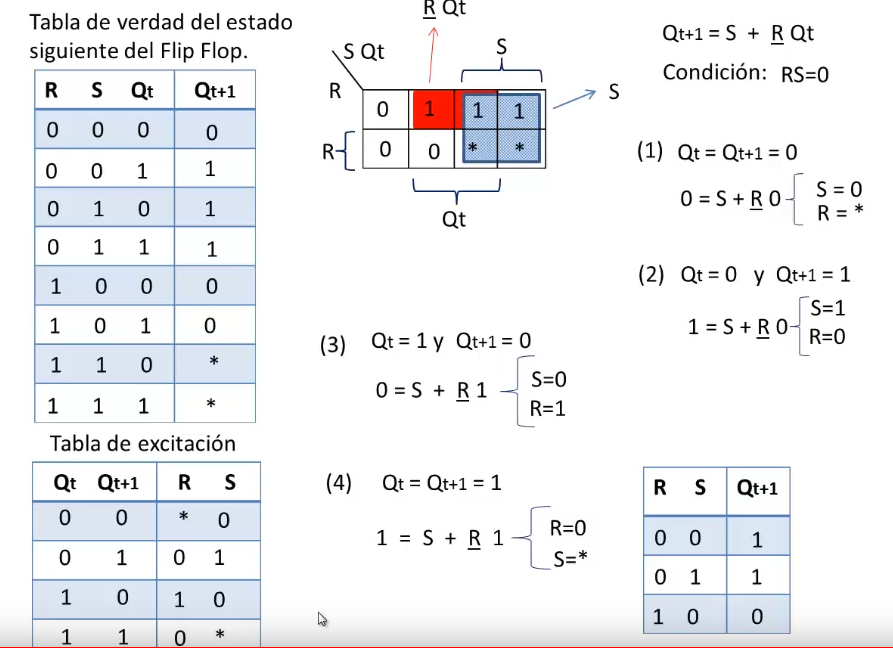 Tabla de verdad del estado
siguiente del Flip Flop.
R S Qt Qt+1
0 0 0 0
0 0 1 1
0 1 0 1
0 1 1 1
1 0 0 0
1 0 1 0
1 1 0 *
1 1 1 *
Tabla de excitación
Qt Qt+1 R S
0 0 * 0
0 1 0 1
1 0 1 0
1 1 0 *
R Qt
S Qt
S
R
0 1 1 1
S
R
0 0 * *
Qt
Qt+1 = S + R Qt
Condición: RS=0
(1) Qt = Qt+1 = 0
0 = S + R 0
S = 0
R = *
(2) Qt = 0 y Qt+1 = 1
1 = S + R 0
S=1
R=0
(3) Qt = 1 y Qt+1 = 0
0 = S + R 1
S=0
R=1
(4) Qt = Qt+1 = 1
1 = S + R 1
R=0
S=*
R S Qt+1
0 0 1
0 1 1
1 0 0